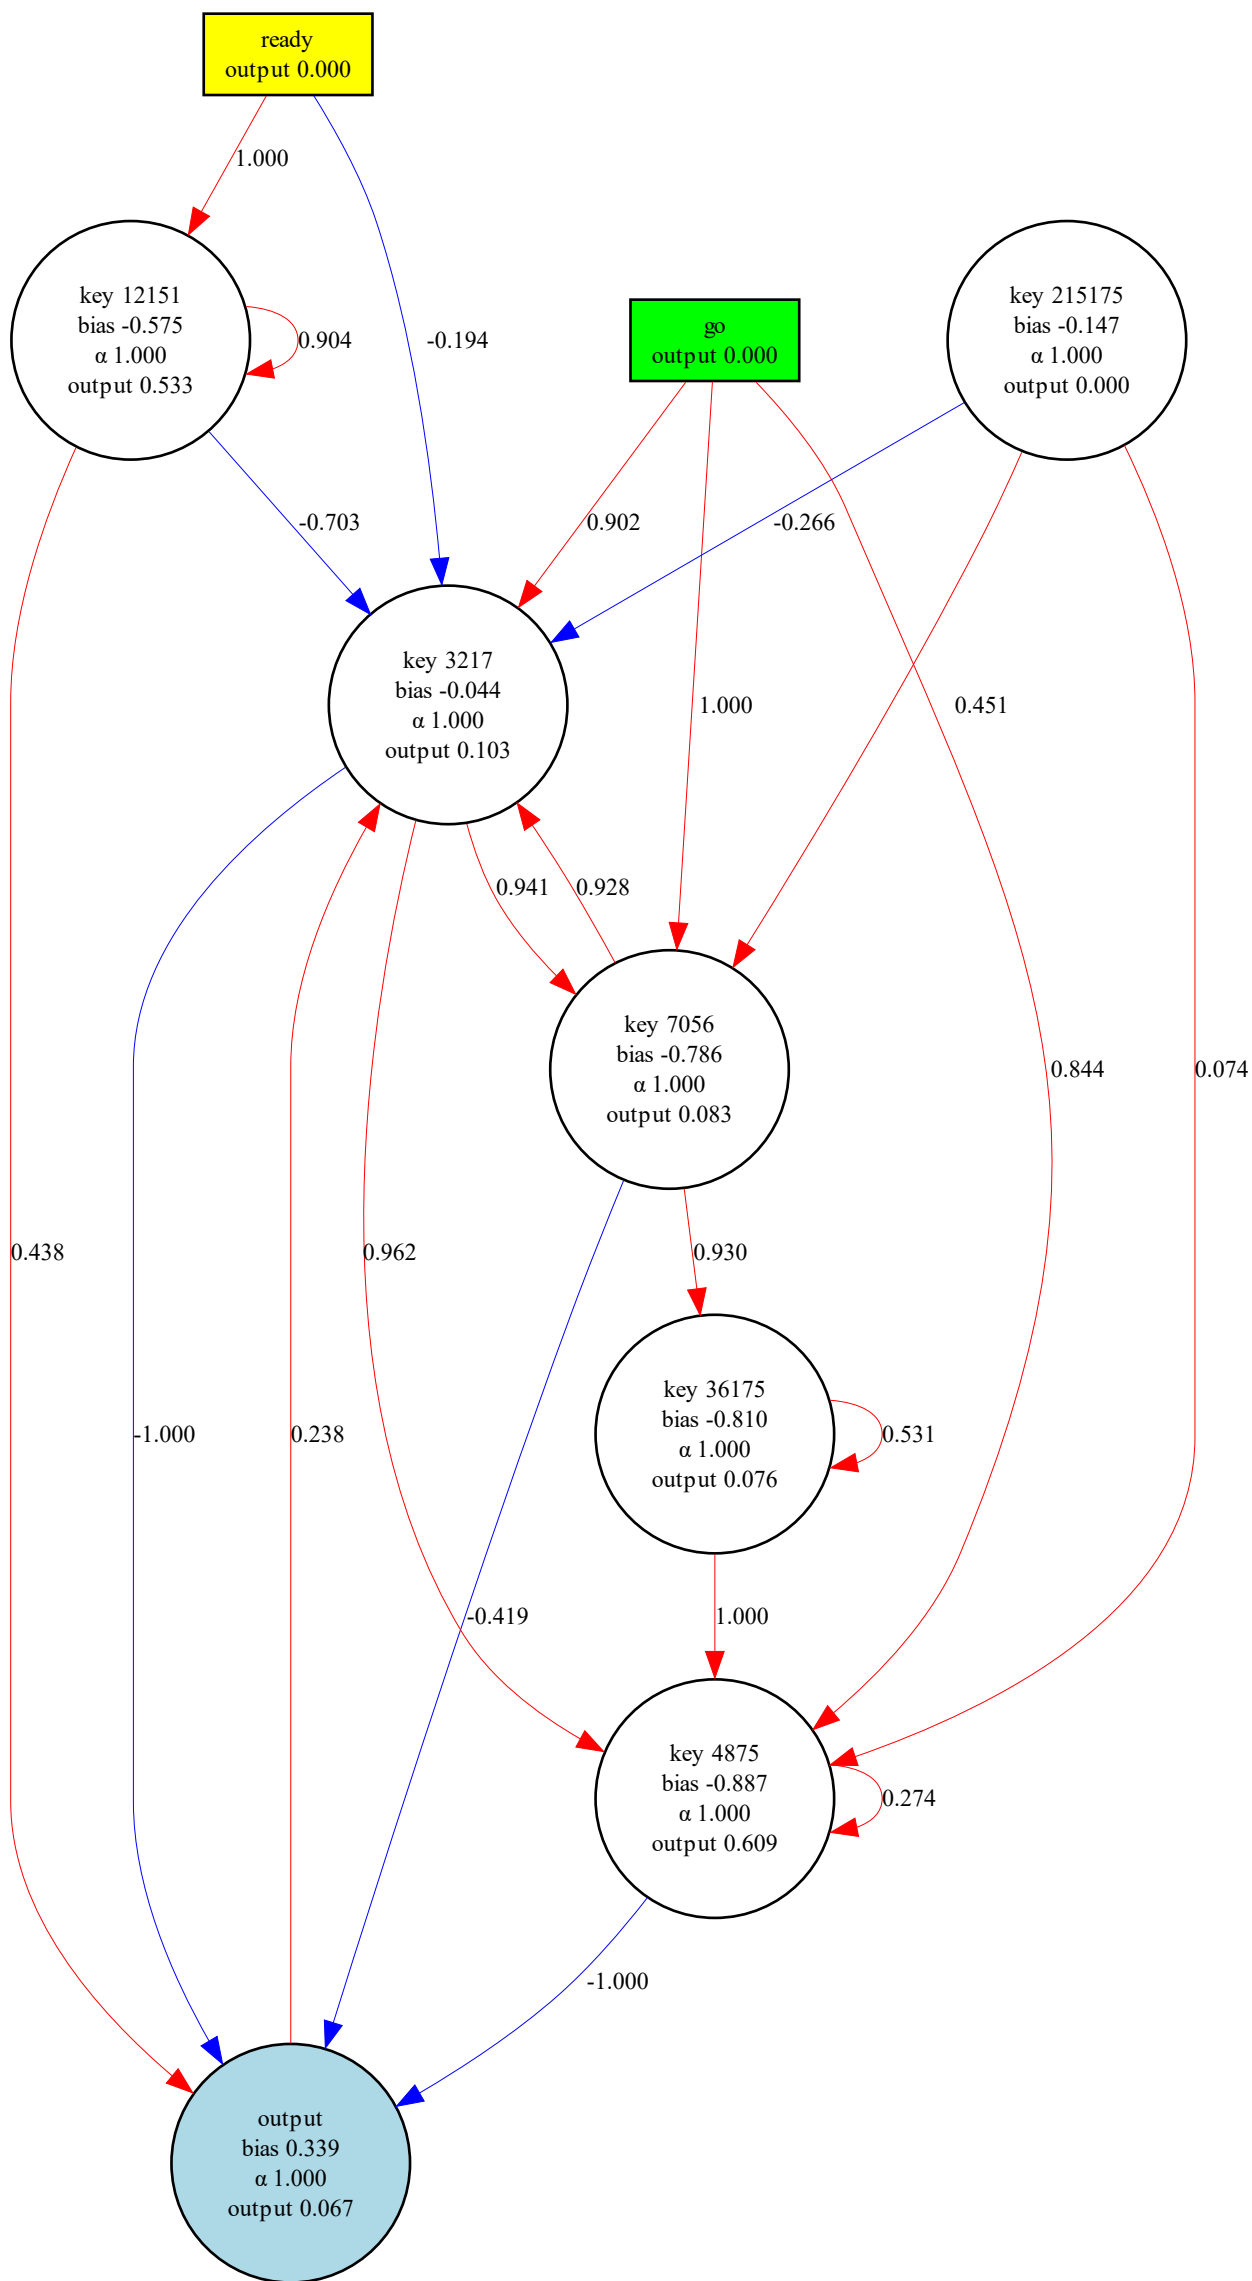 ready
output 0.000
1.000
key 12151
bias -0.575
α 1.000
output 0.533
0.904
-0.194
go
output 0.000
key 215175
bias -0.147
α 1.000
output 0.000
-0.703
0.902
-0.266
key 3217
bias -0.044
α 1.000
output 0.103
1.000
0.451
0.941
0.928
key 7056
bias -0.786
α 1.000
output 0.083
0.844
0.074
0.438
0.962
0.930
key 36175
bias -0.810
α 1.000
output 0.076
0.531
-1.000
0.238
-0.419
1.000
key 4875
bias -0.887
α 1.000
output 0.609
0.274
-1.000
output
bias 0.339
α 1.000
output 0.067